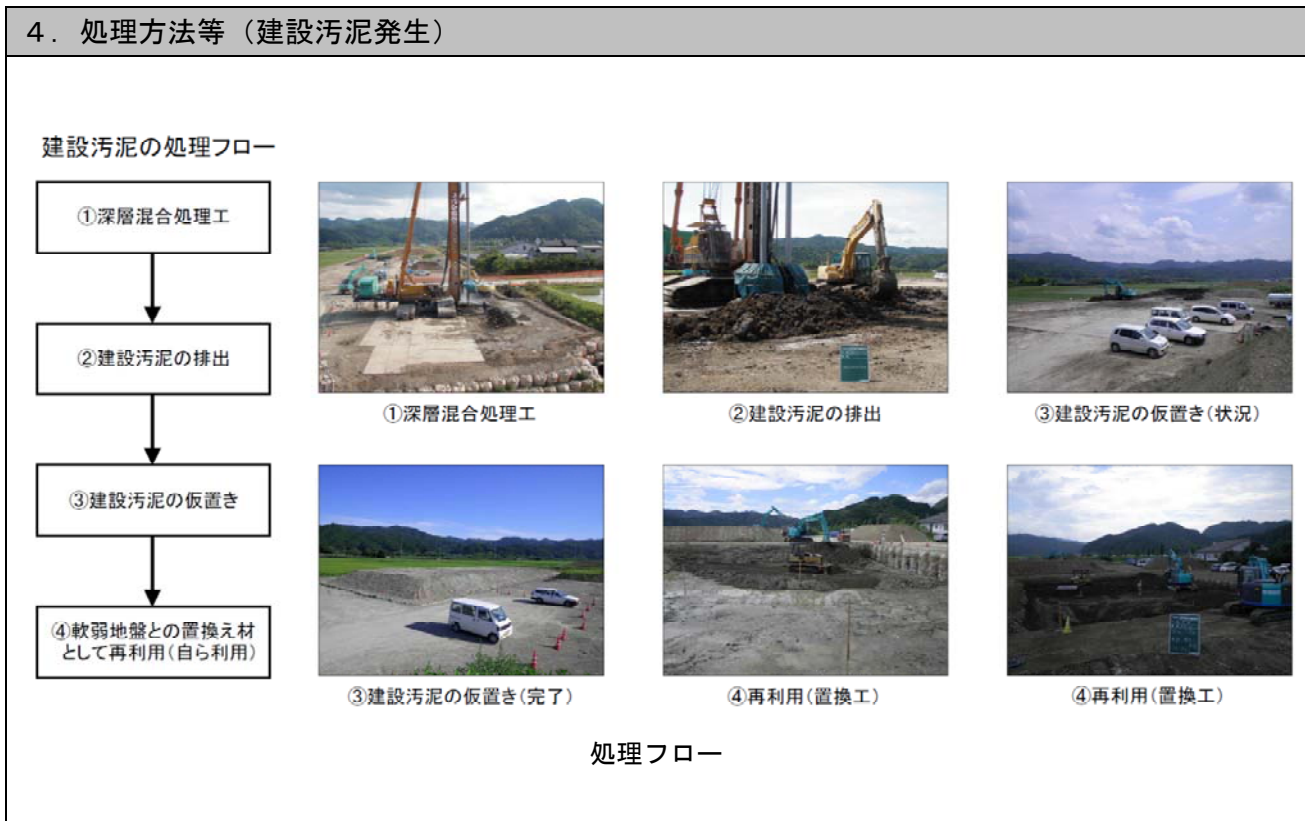 ４．処理方法等（建設汚泥発生）
建設汚泥の処理フロー
①深層混合処理工
②建設汚泥の排出
③建設汚泥の仮置き
④軟弱地盤との置換え材
として再利用(自ら利用)
①深層混合処理工
②建設汚泥の排出
③建設汚泥の仮置き(状況)
③建設汚泥の仮置き(完了)
④再利用(置換工)
④再利用(置換工)
処理フロー